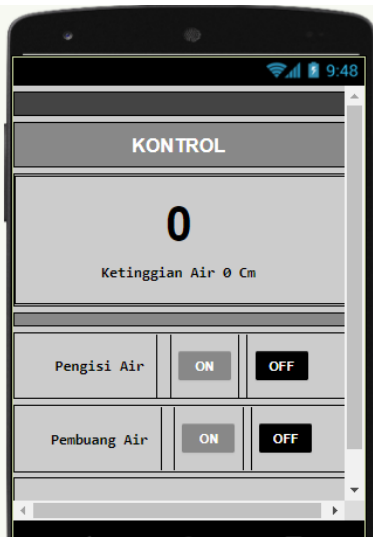 9:48
KONTROL
0
Ketinggian Air 0 Cm
Pengisi Air ON OFF
Pembuang Air ON OFF